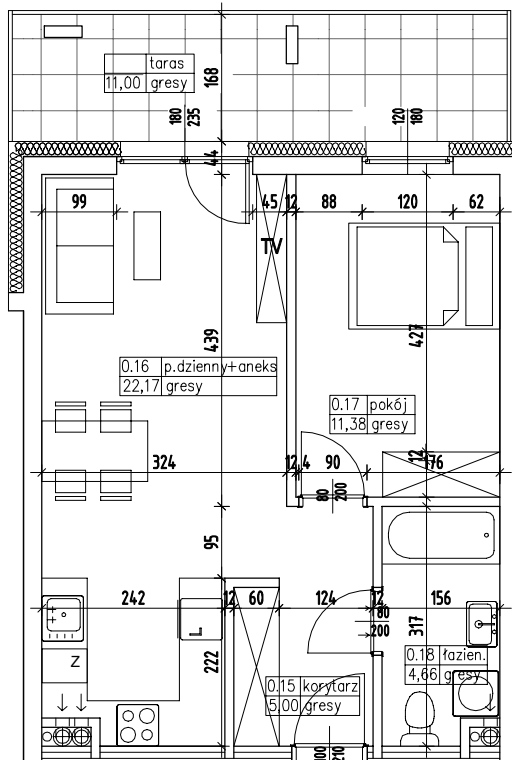 taras
11,00 gresy
168
180
235
120
180
44
99
45
12
88
120
62
TV
439
427
0.16 p.dzienny+aneks
22,17 gresy
0.17 pokój
11,38 gresy
324
12
4
90
12
176
80
200
95
242
12
60
124
12
156
80
200
317
L
Z
222
0.18 łazien.
4,66 gresy
0.15 korytarz
5,00 gresy
210